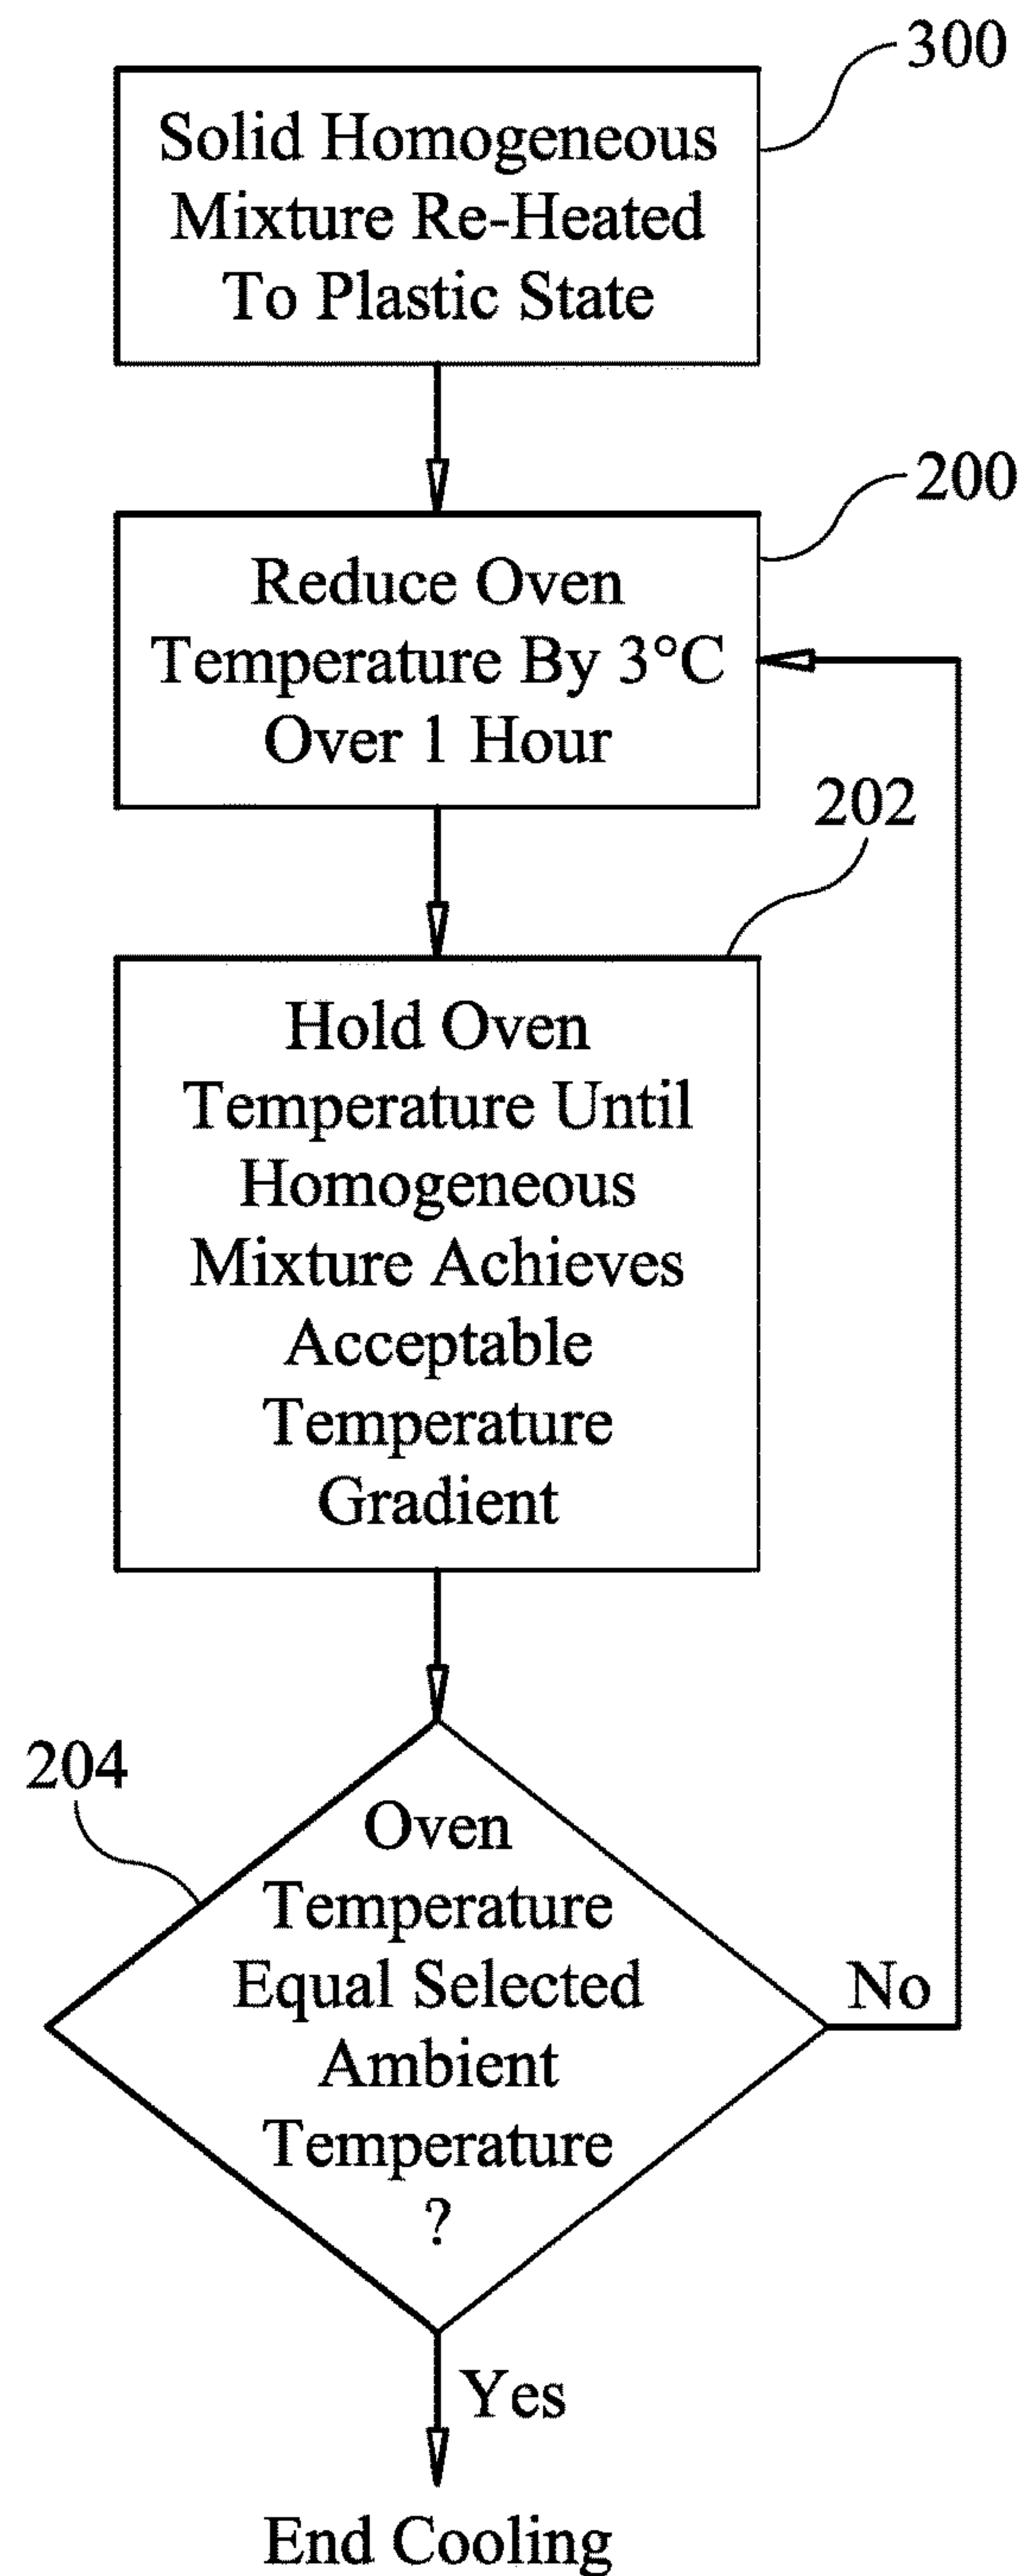 300
Solid Homogeneous
Mixture Re-Heated
To Plastic State
200
Reduce Oven
Temperature By 3°C
Over 1 Hour
202
Hold Oven
Temperature Until
Homogeneous
Mixture Achieves
Acceptable
Temperature
Gradient
204
Oven
Temperature
Equal Selected
Ambient
Temperature
?
No
Yes
End Cooling